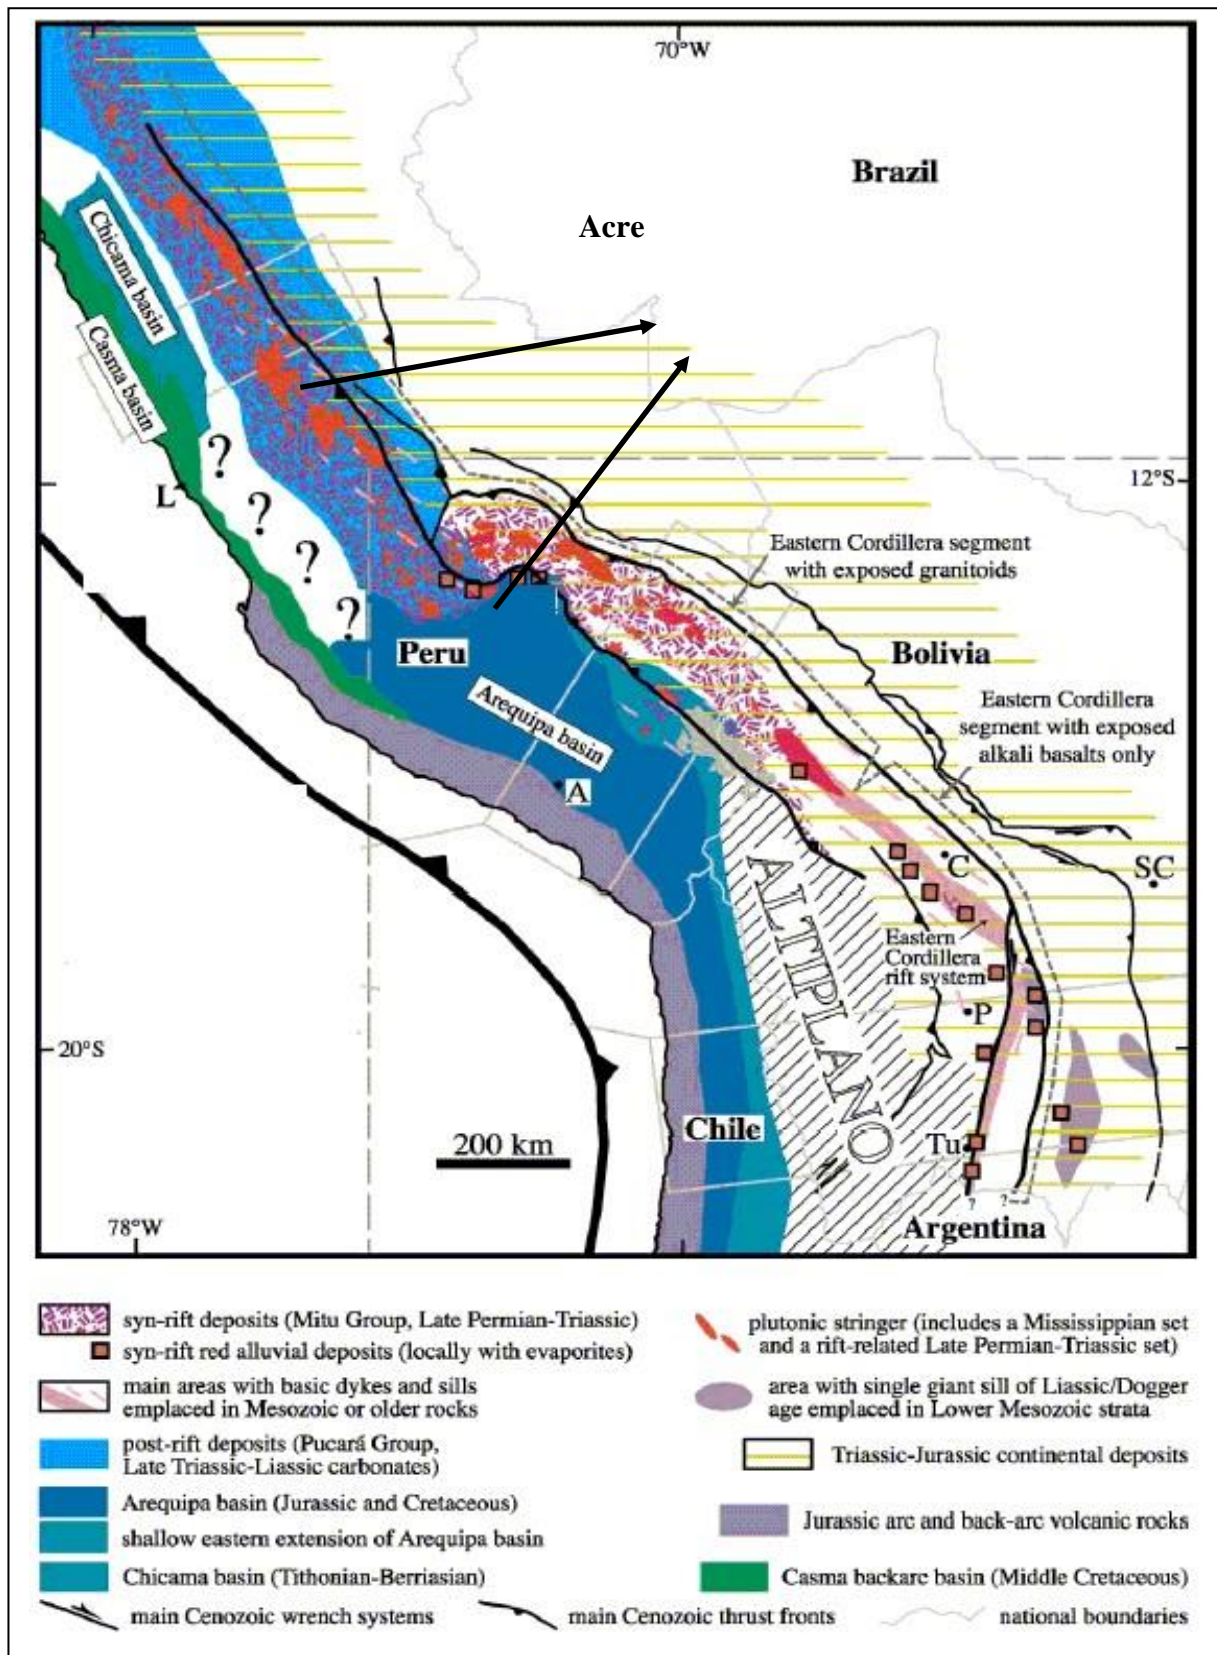 70°W
Brazil
Acre
Chicama basin
Casma basin
?
?
?
?
L
12°S
Eastern Cordillera segment
with exposed granitoids
Peru
Bolivia
Arequipa basin
Eastern Cordillera
segment with exposed
alkali basalts only
A
ALTIPLANO
C
SC
Eastern
Cordillera
rift system
P
20°S
200 km
Chile
Tu
78°W
?
?
Argentina
syn-rift deposits (Mitu Group, Late Permian-Triassic)
syn-rift red alluvial deposits (locally with evaporites)
main areas with basic dykes and sills
emplaced in Mesozoic or older rocks
post-rift deposits (Pucará Group,
Late Triassic-Liassic carbonates)
Arequipa basin (Jurassic and Cretaceous)
shallow eastern extension of Arequipa basin
Chicama basin (Tithonian-Berriasian)
main Cenozoic wrench systems
plutonic stringer (includes a Mississippian set
and a rift-related Late Permian-Triassic set)
area with single giant sill of Liassic/Dogger
age emplaced in Lower Mesozoic strata
Triassic-Jurassic continental deposits
Jurassic arc and back-arc volcanic rocks
Casma backarc basin (Middle Cretaceous)
main Cenozoic thrust fronts
national boundaries